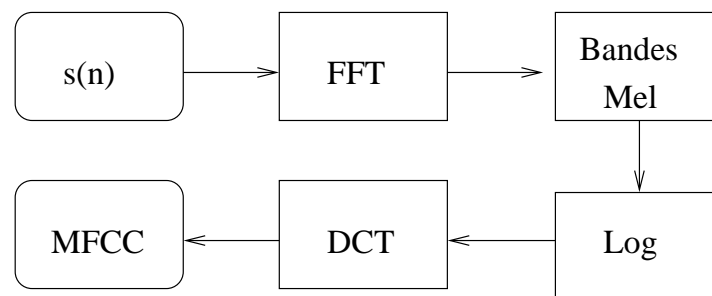 s(n)
FFT
Bandes
Mel
MFCC
DCT
Log